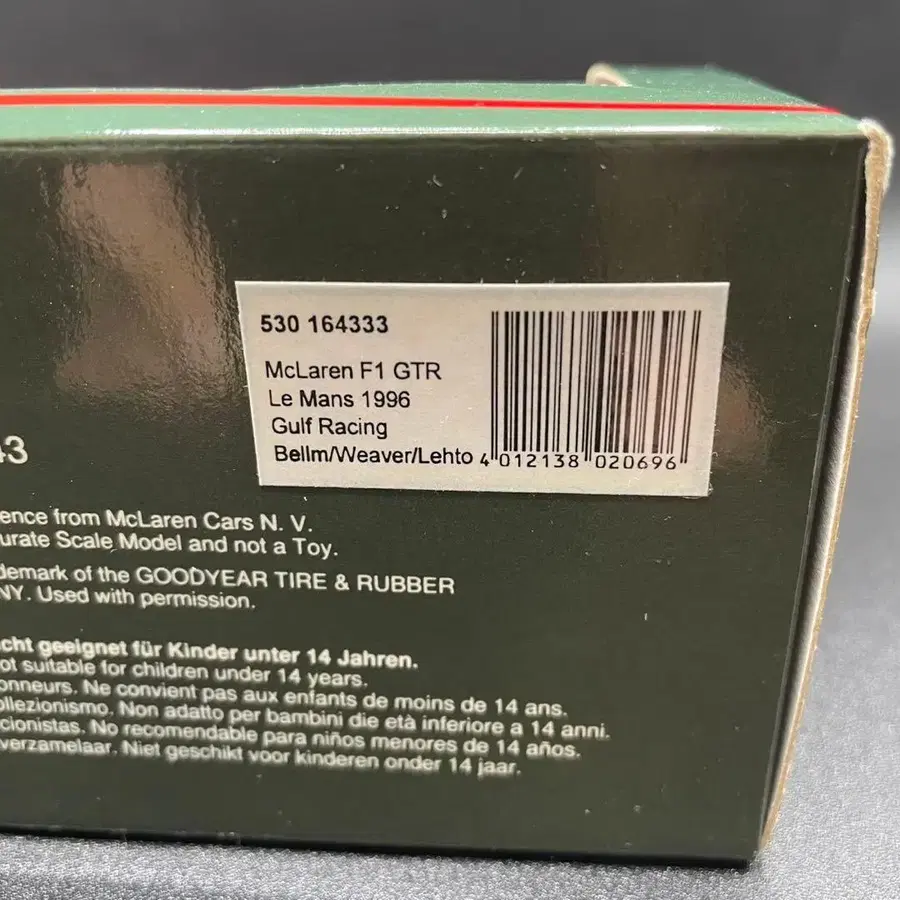 530 164333
McLaren F1 GTR
Le Mans 1996
Gulf Racing
Bellm/Weaver/Lehto
4 012138 020696
43
ence from McLaren Cars N. V.
urate Scale Model and not a Toy.
demark of the GOODYEAR TIRE & RUBBER
NY. Used with permission.
cht geeignet für Kinder unter 14 Jahren.
ot suitable for children under 14 years.
onneurs. Ne convient pas aux enfants de moins de 14 ans.
ollezionismo. Non adatto per bambini die età inferiore a 14 anni.
cionistas. No recomendable para niños menores de 14 años.
verzamelaar. Niet geschikt voor kinderen onder 14 jaar.